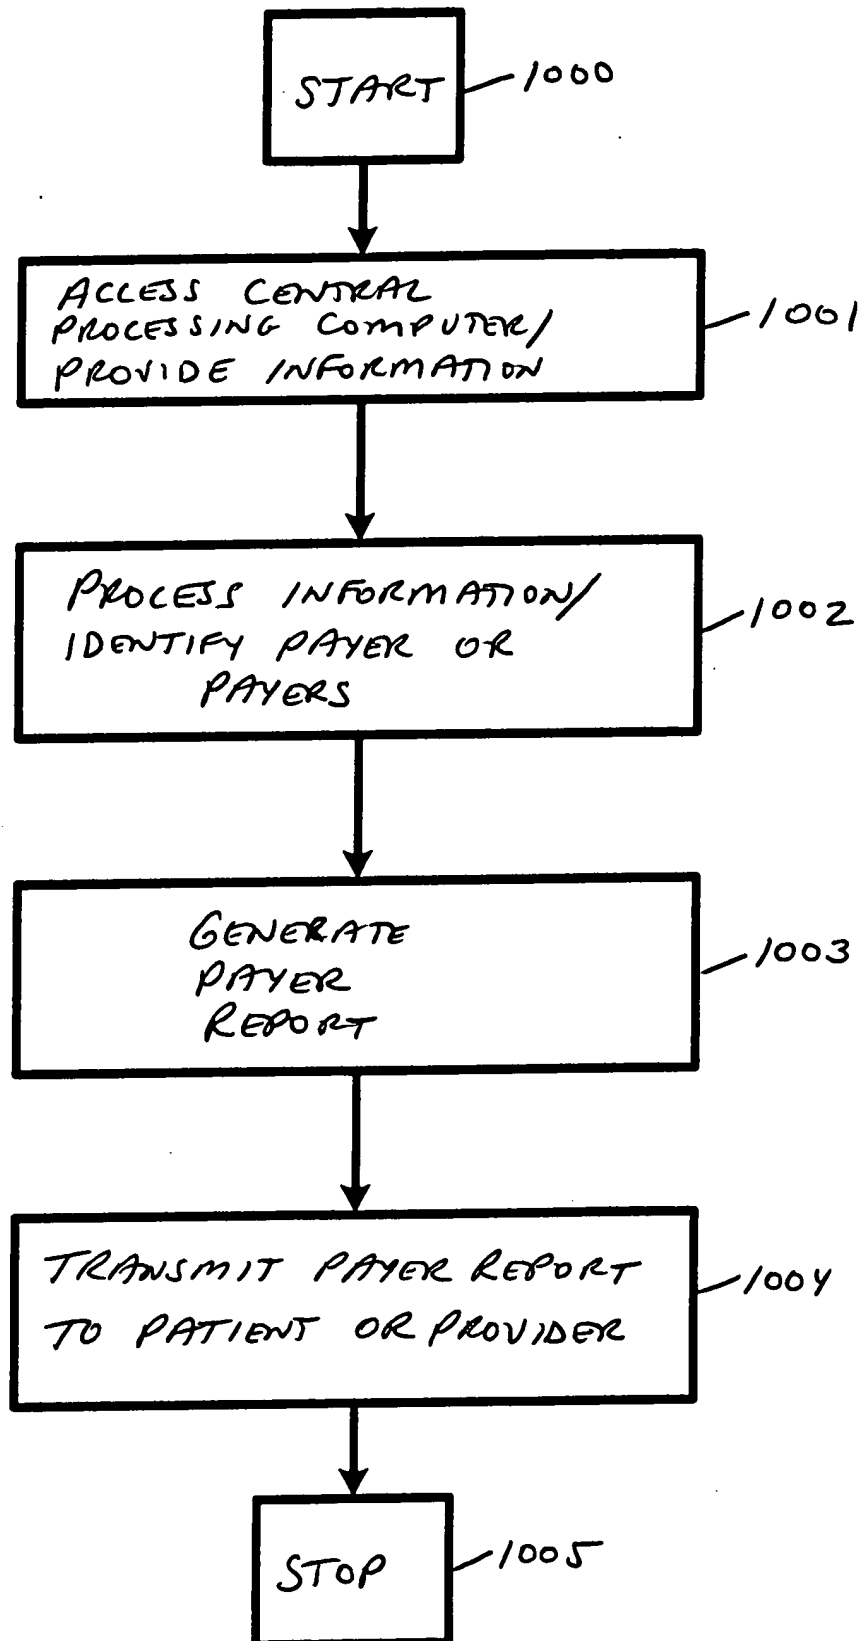 START
1000
ACCESS CENTRAL
PROCESSING COMPUTER/
PROVIDE INFORMATION
1001
PROCESS INFORMATION/
IDENTIFY PAYER OR
PAYERS
1002
GENERATE
PAYER
REPORT
1003
TRANSMIT PAYER REPORT
TO PATIENT OR PROVIDER
1004
STOP
1005